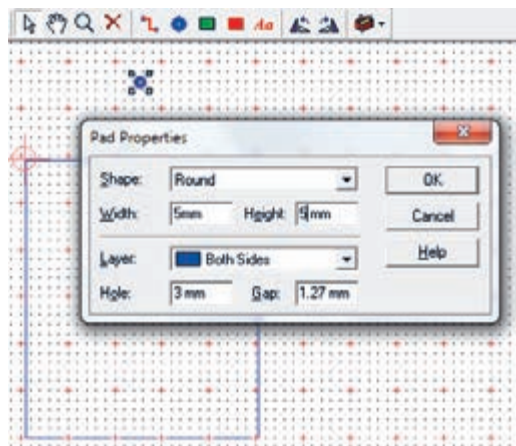 Aa
Pad Properties
Shape: Round OK
Width: 5mm Height: 5mm Cancel
Layer: Both Sides Help
Hole: 3 mm Gap: 1.27 mm